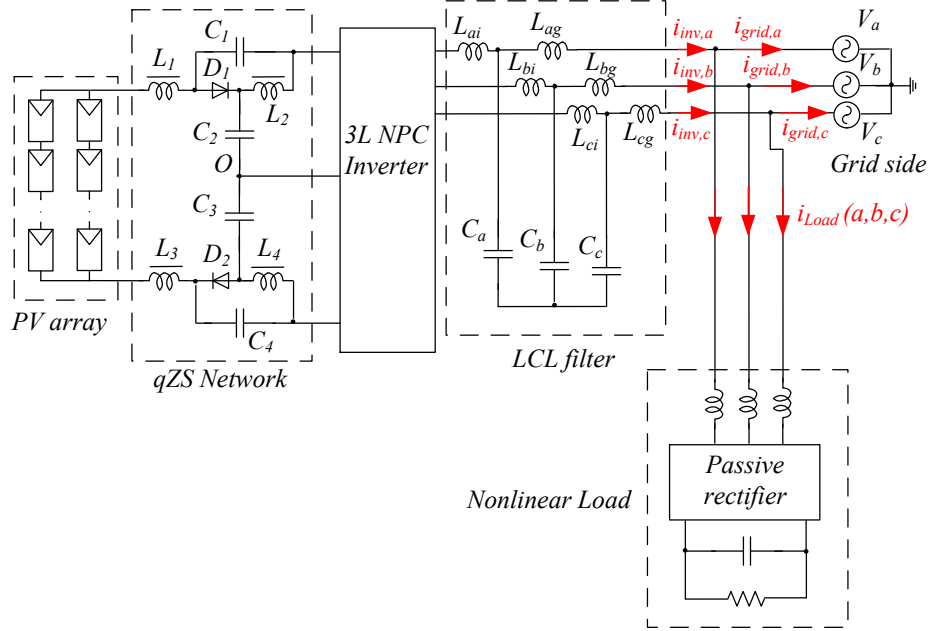 C1
Lai
Lag
iinv,a
igrid,a
Va
L1
D1
L2
Lbi
Lbg
iinv,b
igrid,b
Vb
C2
3L NPC
Inverter
Lci
Lcg
iinv,c
igrid,c
Vc
O
Grid side
C3
iLoad (a,b,c)
L3
D2
L4
Ca
Cb
Cc
PV array
C4
LCL filter
qZS Network
Passive
rectifier
Nonlinear Load